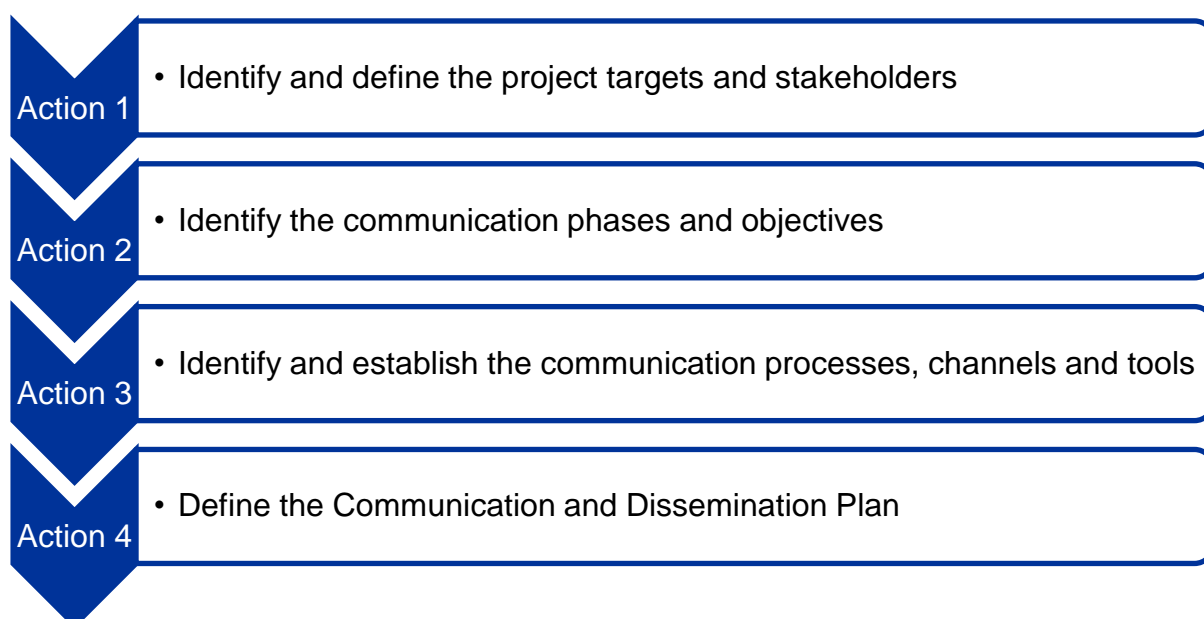 Action 1
• Identify and define the project targets and stakeholders
Action 2
• Identify the communication phases and objectives
Action 3
• Identify and establish the communication processes, channels and tools
Action 4
• Define the Communication and Dissemination Plan